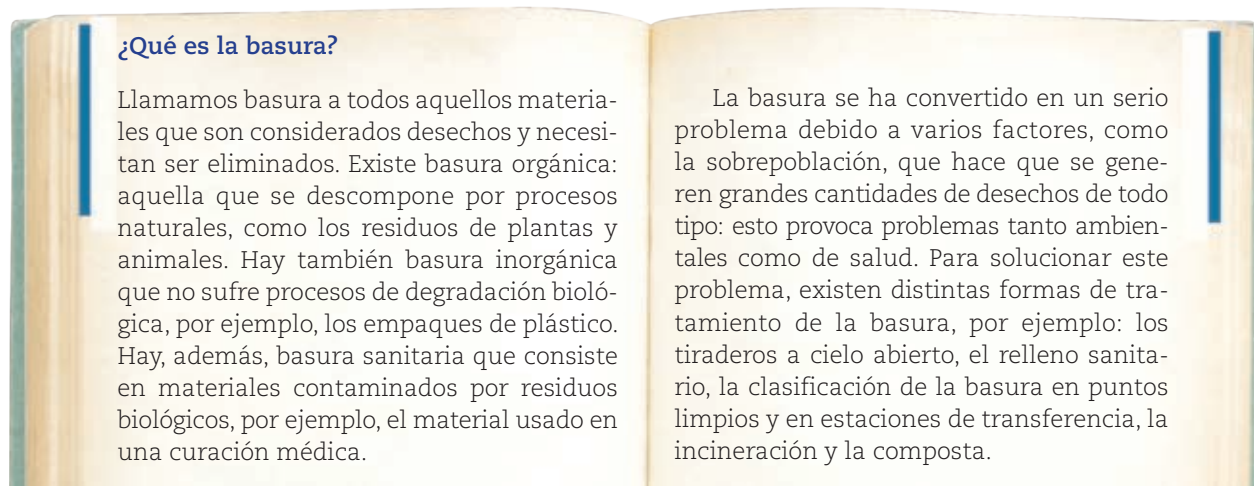 ¿Qué es la basura?
Llamamos basura a todos aquellos materia-
les que son considerados desechos y necesi-
tan ser eliminados. Existe basura orgánica:
aquella que se descompone por procesos
naturales, como los residuos de plantas y
animales. Hay también basura inorgánica
que no sufre procesos de degradación bioló-
gica, por ejemplo, los empaques de plástico.
Hay, además, basura sanitaria que consiste
en materiales contaminados por residuos
biológicos, por ejemplo, el material usado en
una curación médica.
La basura se ha convertido en un serio
problema debido a varios factores, como
la sobrepoblación, que hace que se gene-
ren grandes cantidades de desechos de todo
tipo: esto provoca problemas tanto ambien-
tales como de salud. Para solucionar este
problema, existen distintas formas de tra-
tamiento de la basura, por ejemplo: los
tiraderos a cielo abierto, el relleno sanita-
rio, la clasificación de la basura en puntos
limpios y en estaciones de transferencia, la
incineración y la composta.